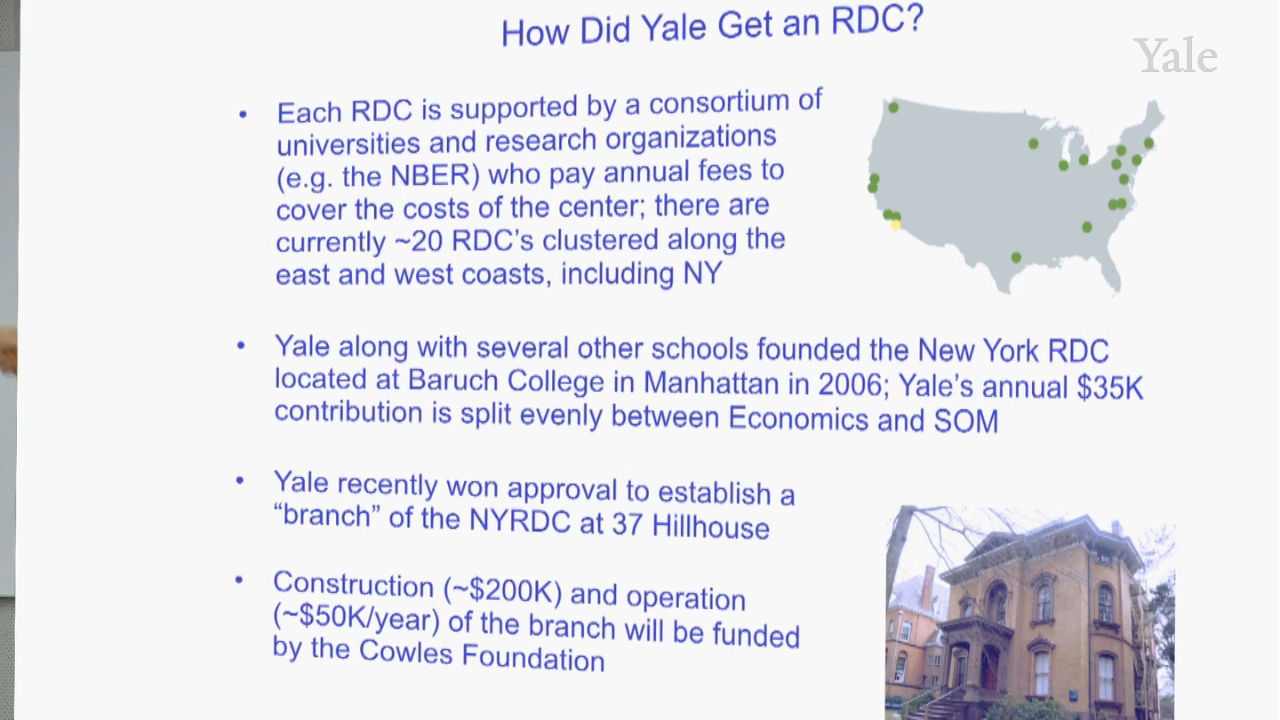 How Did Yale Get an RDC?
Yale
• Each RDC is supported by a consortium of
universities and research organizations
(e.g. the NBER) who pay annual fees to
cover the costs of the center; there are
currently ~20 RDC's clustered along the
east and west coasts, including NY
• Yale along with several other schools founded the New York RDC
located at Baruch College in Manhattan in 2006; Yale's annual $35K
contribution is split evenly between Economics and SOM
• Yale recently won approval to establish a
“branch” of the NYRDC at 37 Hillhouse
• Construction (~$200K) and operation
(~$50K/year) of the branch will be funded
by the Cowles Foundation